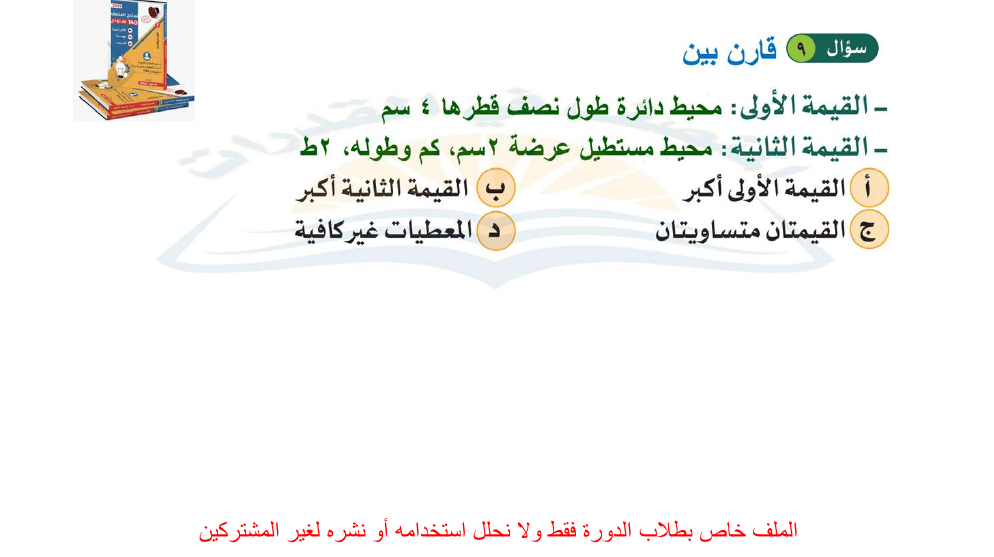 سؤال ٩ قارن بين
- القيمة الأولى: محيط دائرة طول نصف قطرها ٤ سم
- القيمة الثانية: محيط مستطيل عرضة ٢سم، كم وطوله، ٢ط
أ القيمة الأولى أكبر ب القيمة الثانية أكبر
ج القيمتان متساويتان د المعطيات غير كافية
الملف خاص بطلاب الدورة فقط ولا نحلل استخدامه أو نشره لغير المشتركين